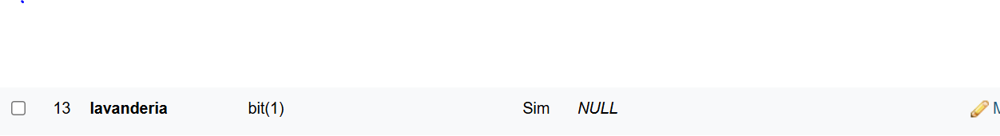 13 lavanderia bit(1) Sim NULL